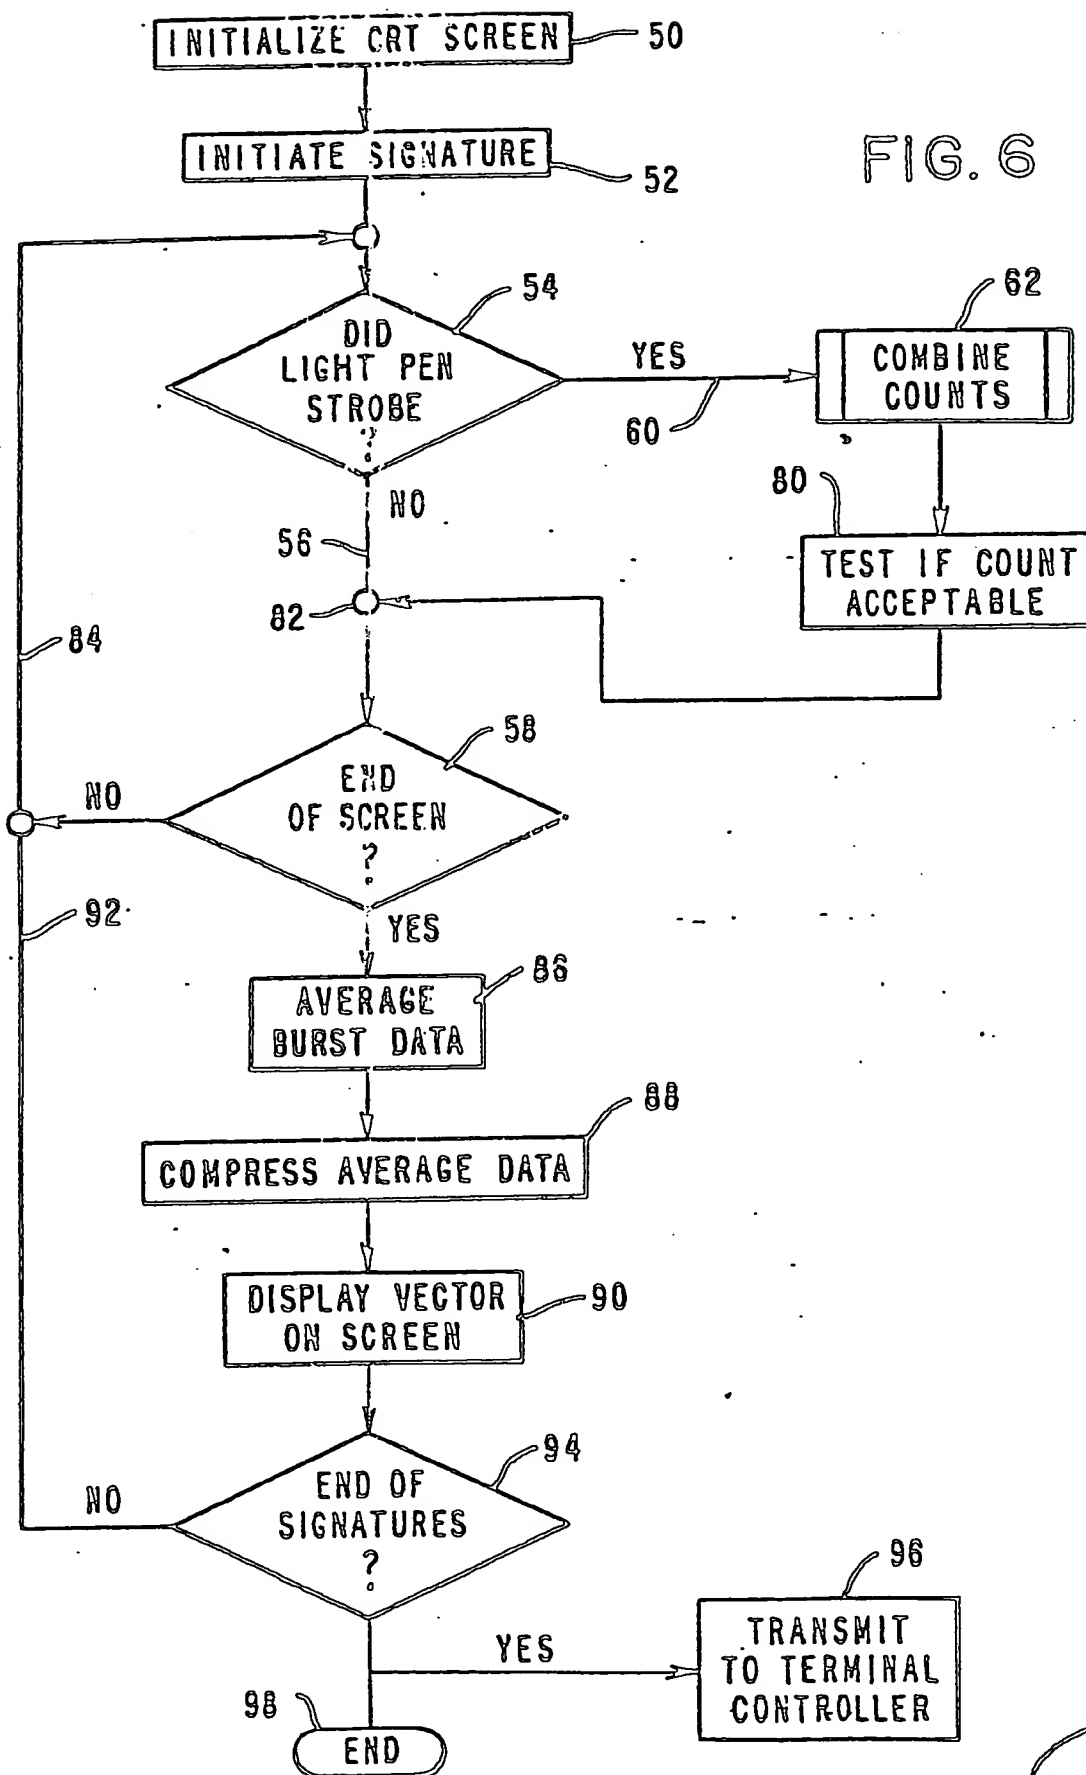 INITIALIZE CRT SCREEN
50
INITIATE SIGNATURE
52
FIG. 6
54
DID
LIGHT PEN
STROBE
?
YES
60
62
COMBINE
COUNTS
NO
56
80
TEST IF COUNT
ACCEPTABLE
82
84
58
END
OF SCREEN
?
NO
92
YES
86
AVERAGE
BURST DATA
88
COMPRESS AVERAGE DATA
DISPLAY VECTOR
ON SCREEN
90
94
END OF
SIGNATURES
?
NO
96
YES
TRANSMIT
TO TERMINAL
CONTROLLER
98
END